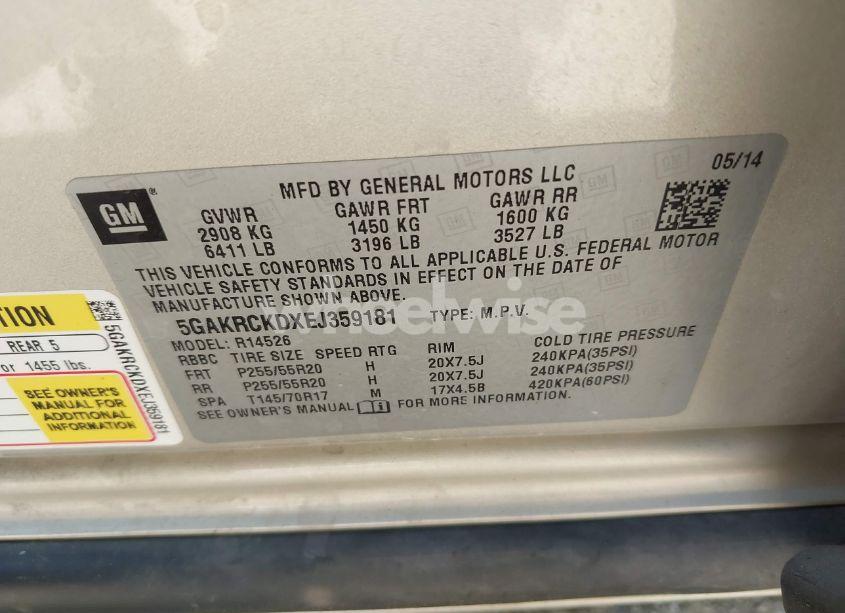 GM
®
MFD BY GENERAL MOTORS LLC
05/14
GVWR GAWR FRT GAWR RR
2908 KG 1450 KG 1600 KG
6411 LB 3196 LB 3527 LB
THIS VEHICLE CONFORMS TO ALL APPLICABLE U.S. FEDERAL MOTOR
VEHICLE SAFETY STANDARDS IN EFFECT ON THE DATE OF
MANUFACTURE SHOWN ABOVE.
5GAKRCKDXEJ359181 TYPE: M.P.V.
MODEL: R14526
RBBC TIRE SIZE SPEED RTG RIM COLD TIRE PRESSURE
FRT P255/55R20 H 20X7.5J 240KPA(35PSI)
RR P255/55R20 H 20X7.5J 240KPA(35PSI)
SPA T145/70R17 M 17X4.5B 420KPA(60PSI)
SEE OWNER'S MANUAL FOR MORE INFORMATION.
REAR 5
or 1455 lbs.
SEE OWNER'S
MANUAL FOR
ADDITIONAL
INFORMATION
5GAKRCKDXEJ359181